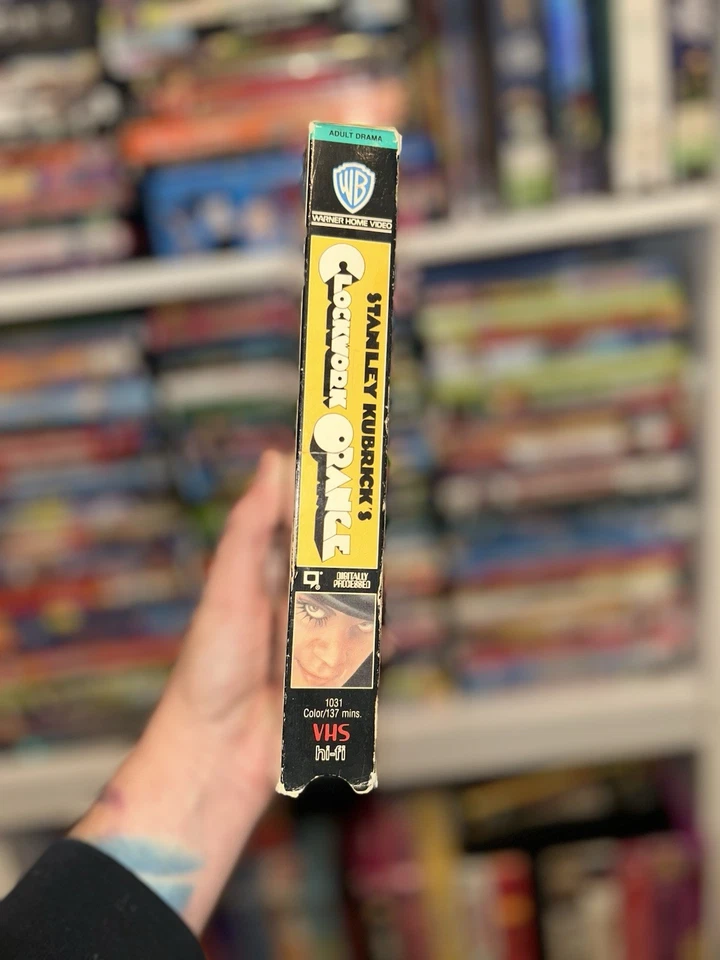 ADULT DRAMA
WB
WARNER HOME VIDEO
STANLEY KUBRICK'S
CLOCKWORK ORANGE
DIGITALLY
PROCESSED
1031
Color/137 mins.
VHS
hi-fi